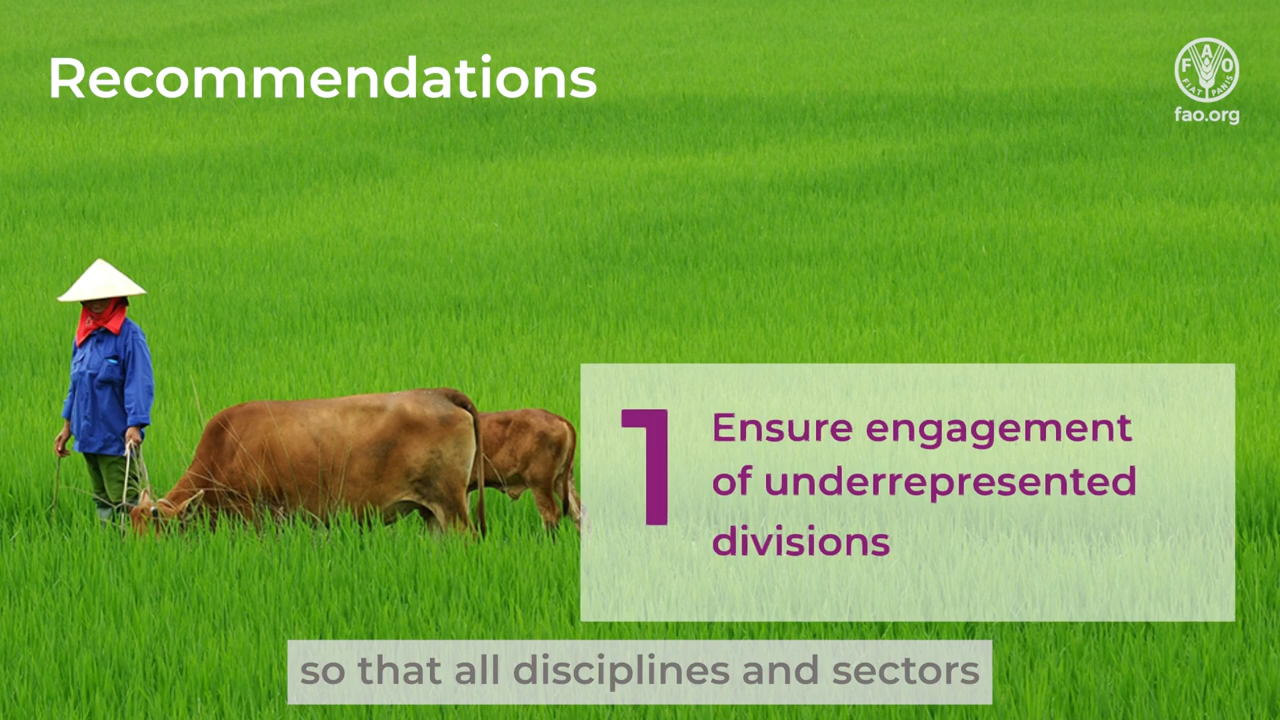 Recommendations
FAO
FIAT PANIS
fao.org
1
Ensure engagement
of underrepresented
divisions
so that all disciplines and sectors